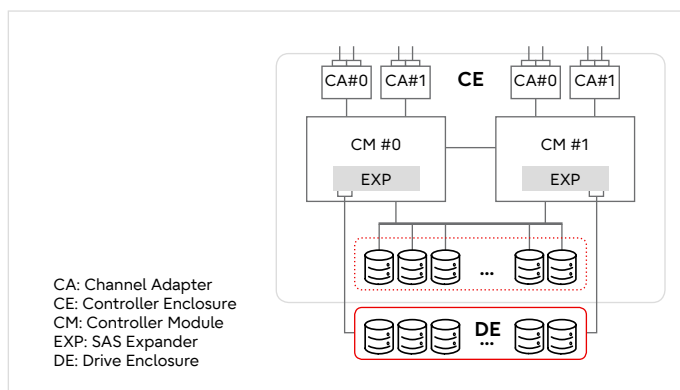 CA#0 CA#1 CE CA#0 CA#1
CM #0 CM #1
EXP EXP
...
DE
...
CA: Channel Adapter
CE: Controller Enclosure
CM: Controller Module
EXP: SAS Expander
DE: Drive Enclosure